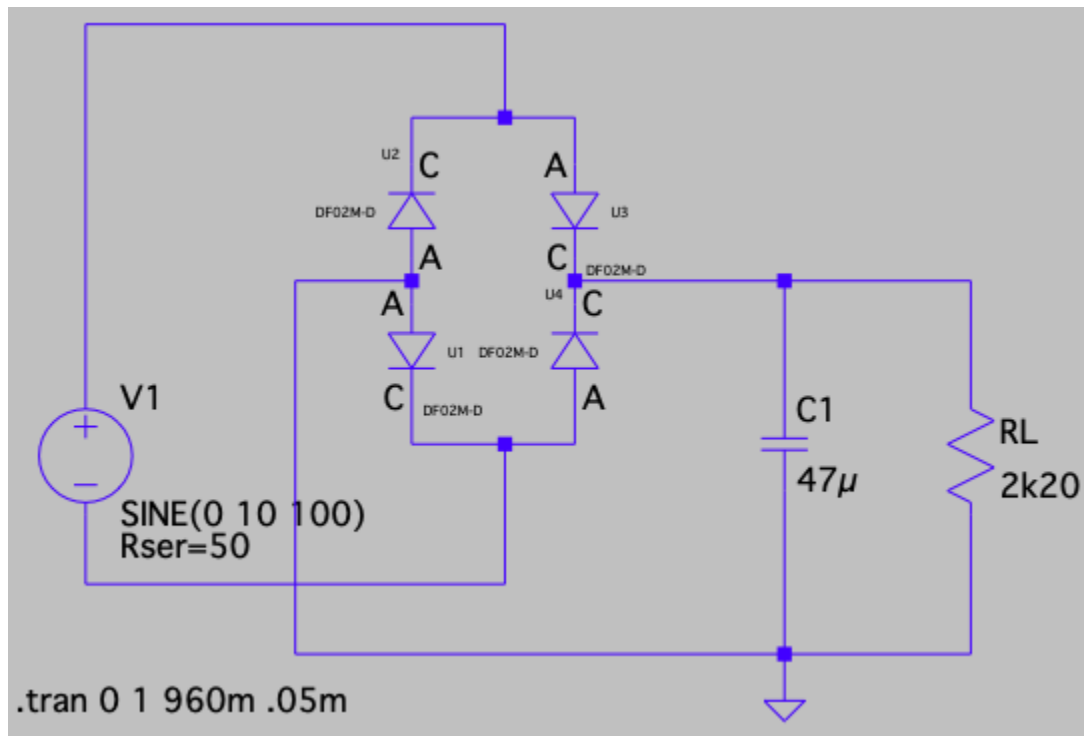 U2
C
A
DF02M-D
U3
A
C
DF02M-D
A
U4
C
U1
DF02M-D
C
DF02M-D
A
V1
+
−
SINE(0 10 100)
Rser=50
C1
47µ
RL
2k20
.tran 0 1 960m .05m